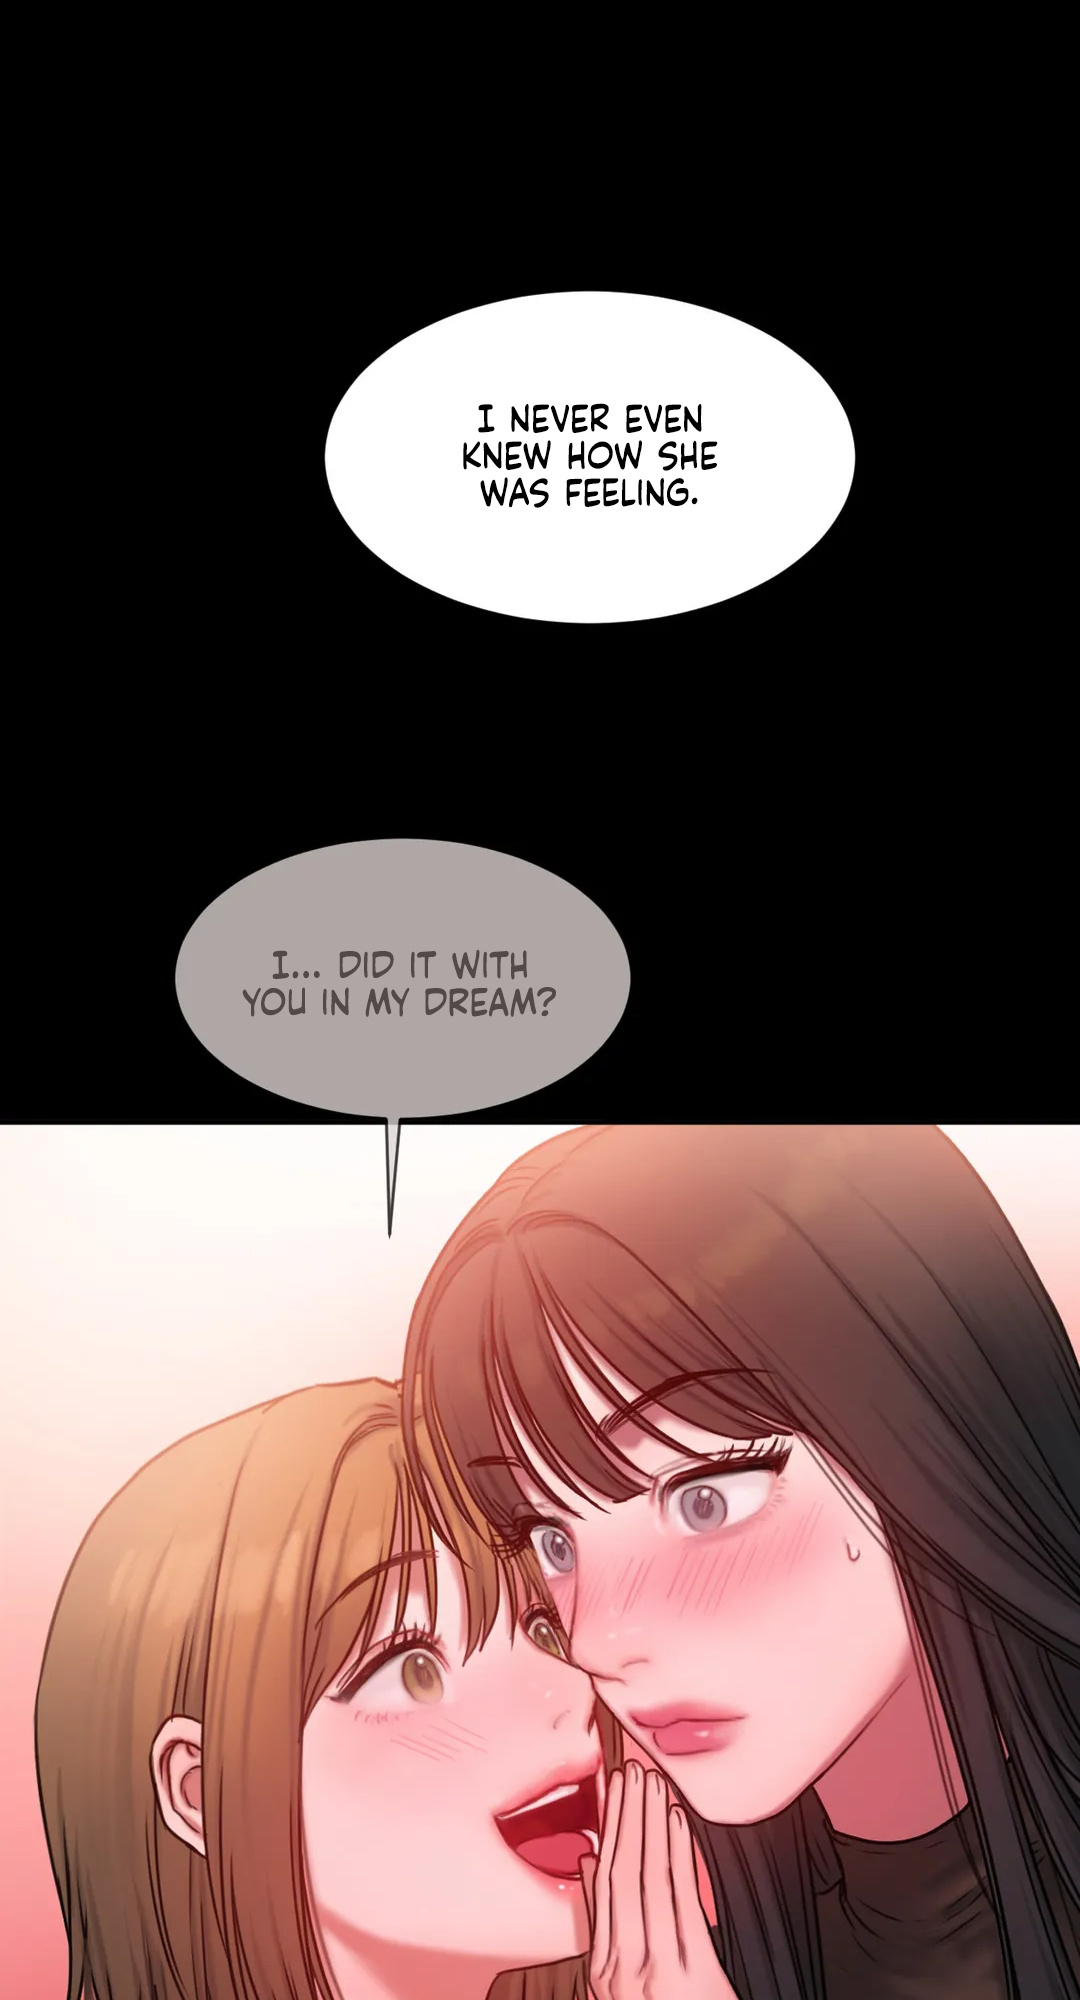 I NEVER EVEN
KNEW HOW SHE
WAS FEELING.
I... DID IT WITH
YOU IN MY DREAM?